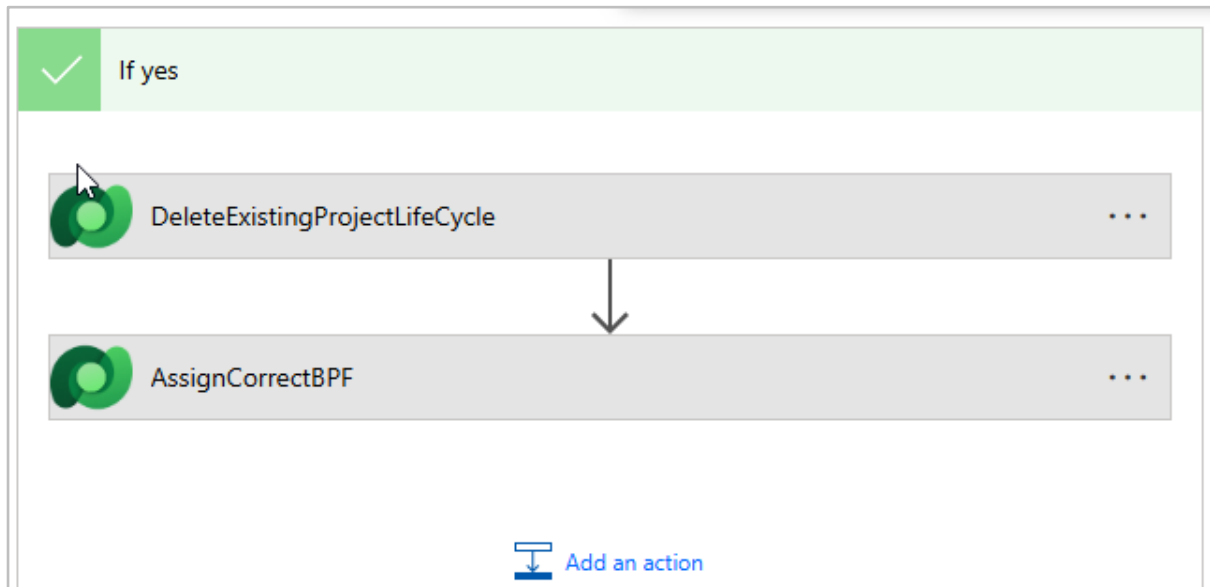 If yes
DeleteExistingProjectLifeCycle
AssignCorrectBPF
Add an action